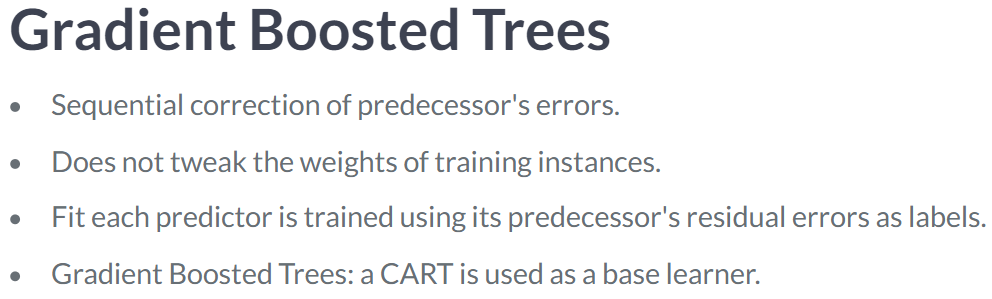 Gradient Boosted Trees
• Sequential correction of predecessor's errors.
• Does not tweak the weights of training instances.
• Fit each predictor is trained using its predecessor's residual errors as labels.
• Gradient Boosted Trees: a CART is used as a base learner.